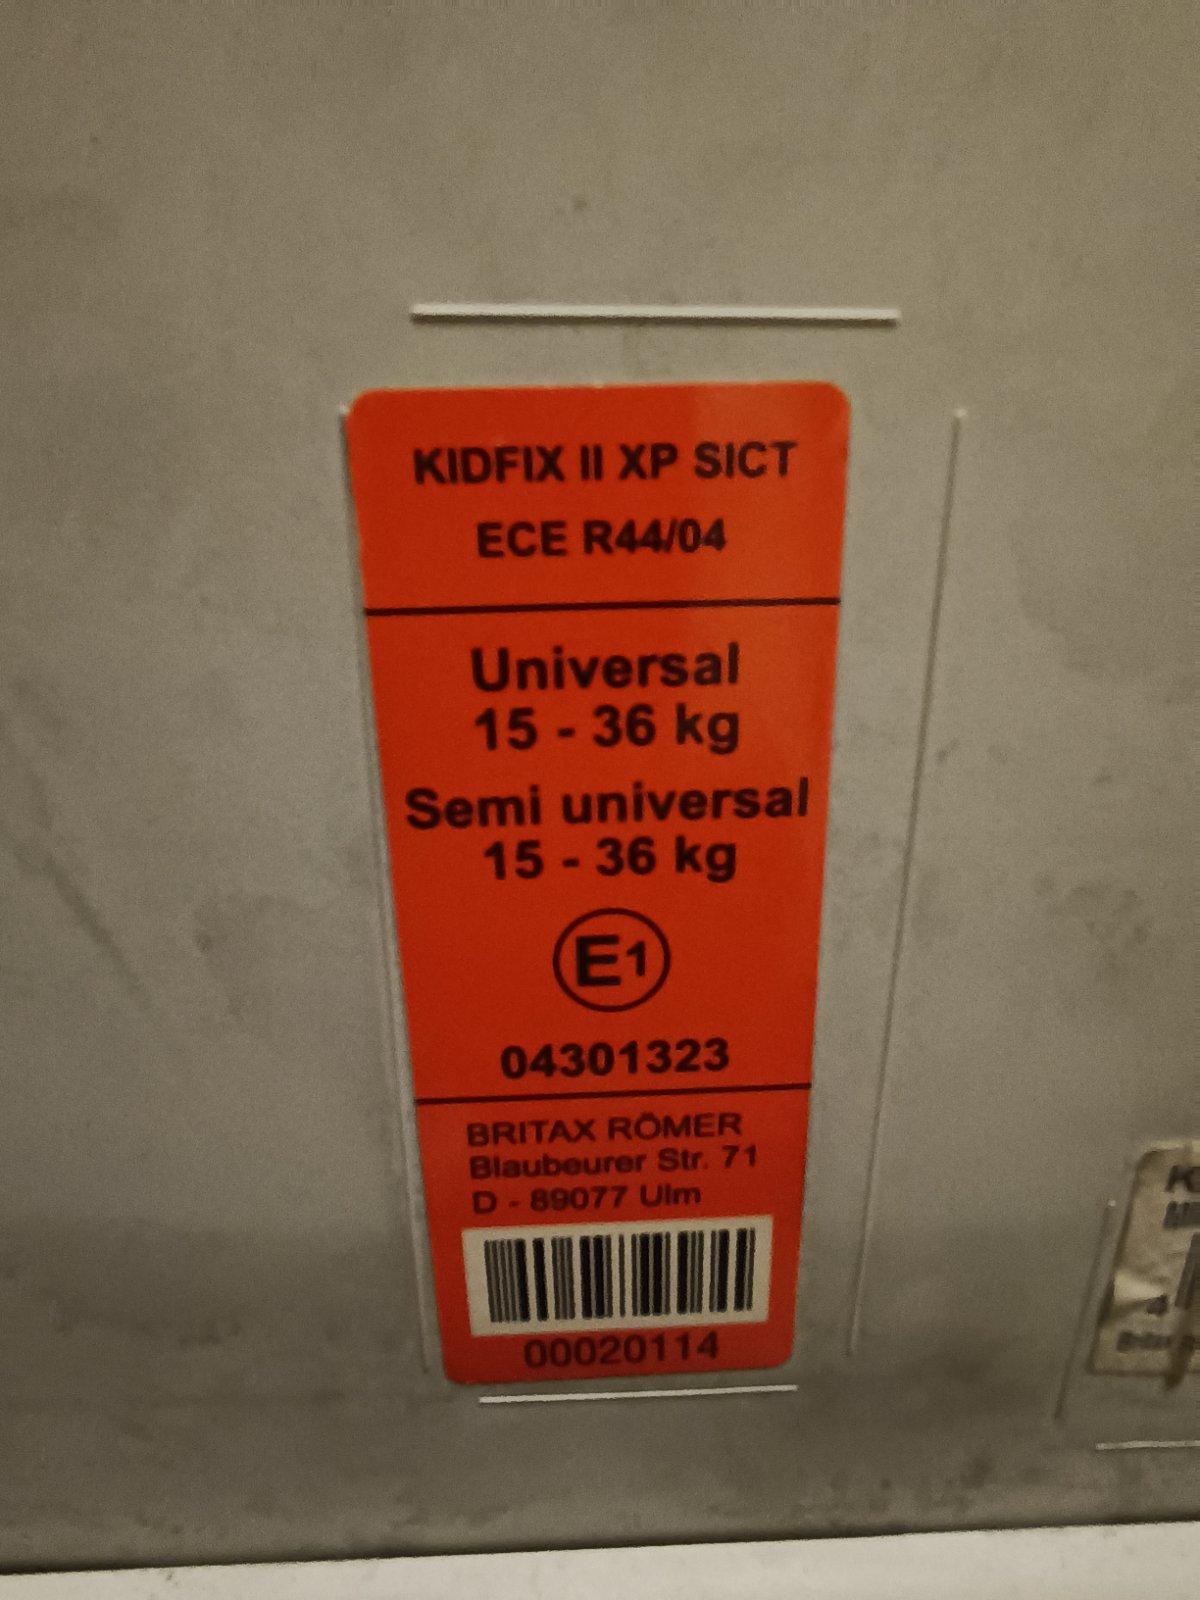 KIDFIX II XP SICT
ECE R44/04
Universal
15 - 36 kg
Semi universal
15 - 36 kg
E1
04301323
BRITAX RÖMER
Blaubeurer Str. 71
D - 89077 Ulm
00020114
4